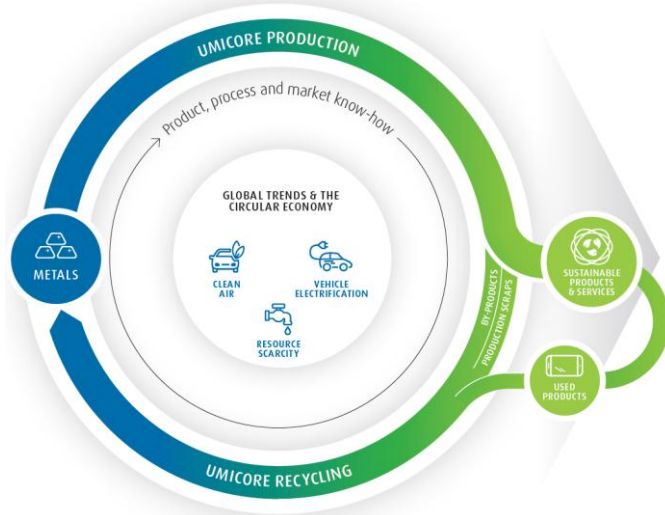 UMICORE PRODUCTION
Product, process and market know-how
GLOBAL TRENDS & THE
CIRCULAR ECONOMY
CLEAN
AIR
VEHICLE
ELECTRIFICATION
RESOURCE
SCARCITY
METALS
SUSTAINABLE
PRODUCTS
& SERVICES
BY-PRODUCTS
PRODUCTION SCRAPS
USED
PRODUCTS
UMICORE RECYCLING